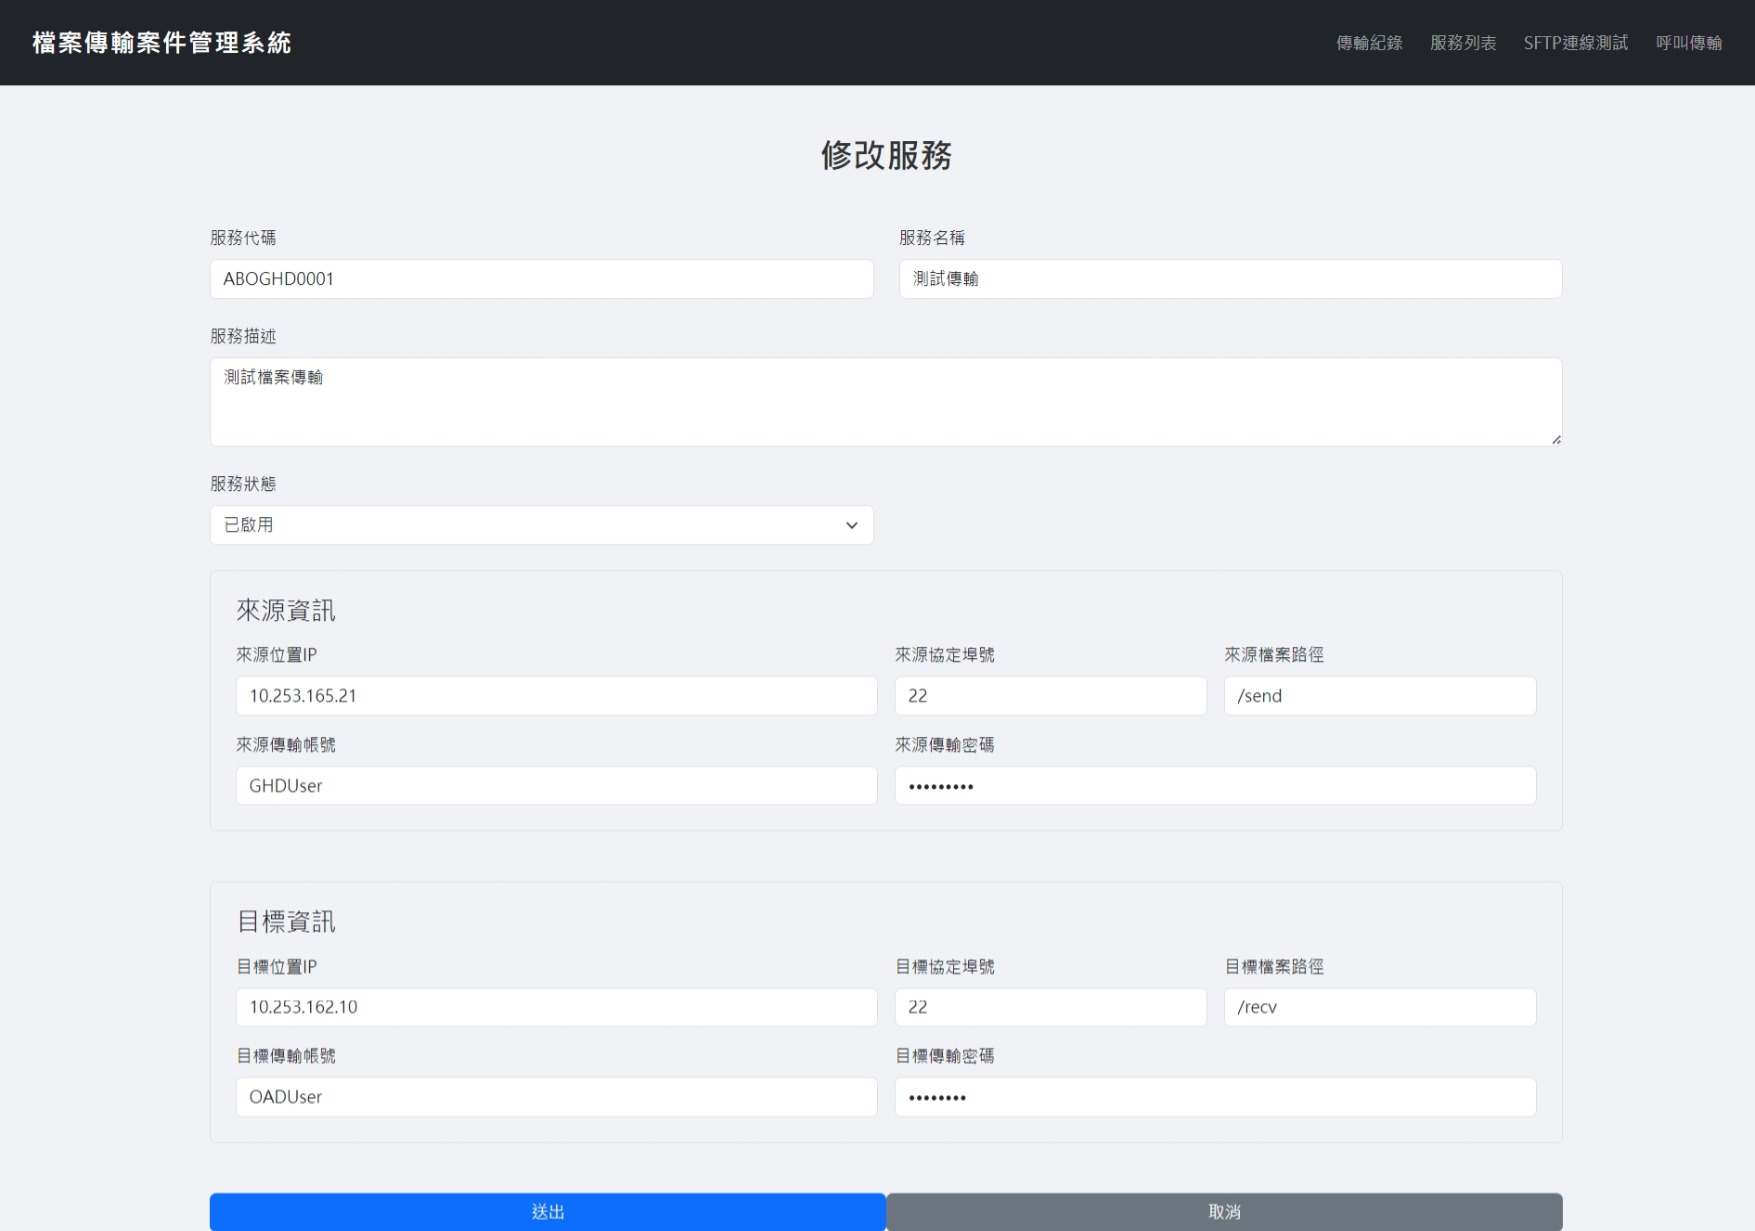 檔案傳輸案件管理系統
傳輸紀錄 服務列表 SFTP連線測試 呼叫傳輸
修改服務
服務代碼 服務名稱
ABOGHD0001 測試傳輸
服務描述
測試檔案傳輸
服務狀態
已啟用
來源資訊
來源位置IP 來源協定埠號 來源檔案路徑
10.253.165.21 22 /send
來源傳輸帳號 來源傳輸密碼
GHDUser •••••••••
目標資訊
目標位置IP 目標協定埠號 目標檔案路徑
10.253.162.10 22 /recv
目標傳輸帳號 目標傳輸密碼
OADUser ••••••••
送出 取消